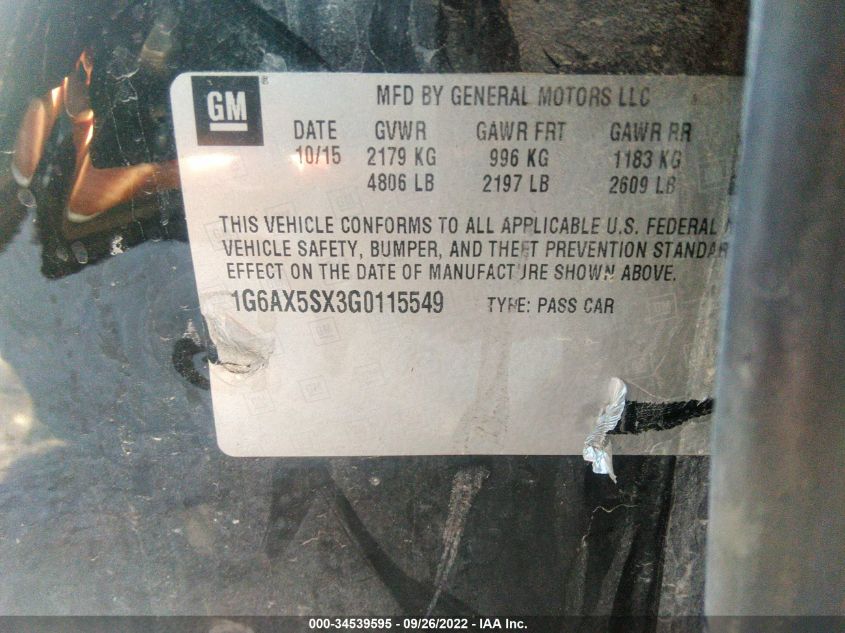 GM
MFD BY GENERAL MOTORS LLC
DATE GVWR GAWR FRT GAWR RR
10/15 2179 KG 996 KG 1183 KG
4806 LB 2197 LB 2609 LB
THIS VEHICLE CONFORMS TO ALL APPLICABLE U.S. FEDERAL
VEHICLE SAFETY, BUMPER, AND THEFT PREVENTION STANDAR
EFFECT ON THE DATE OF MANUFACTURE SHOWN ABOVE.
1G6AX5SX3G0115549 TYPE: PASS CAR
000-34539595 - 09/26/2022 - IAA Inc.